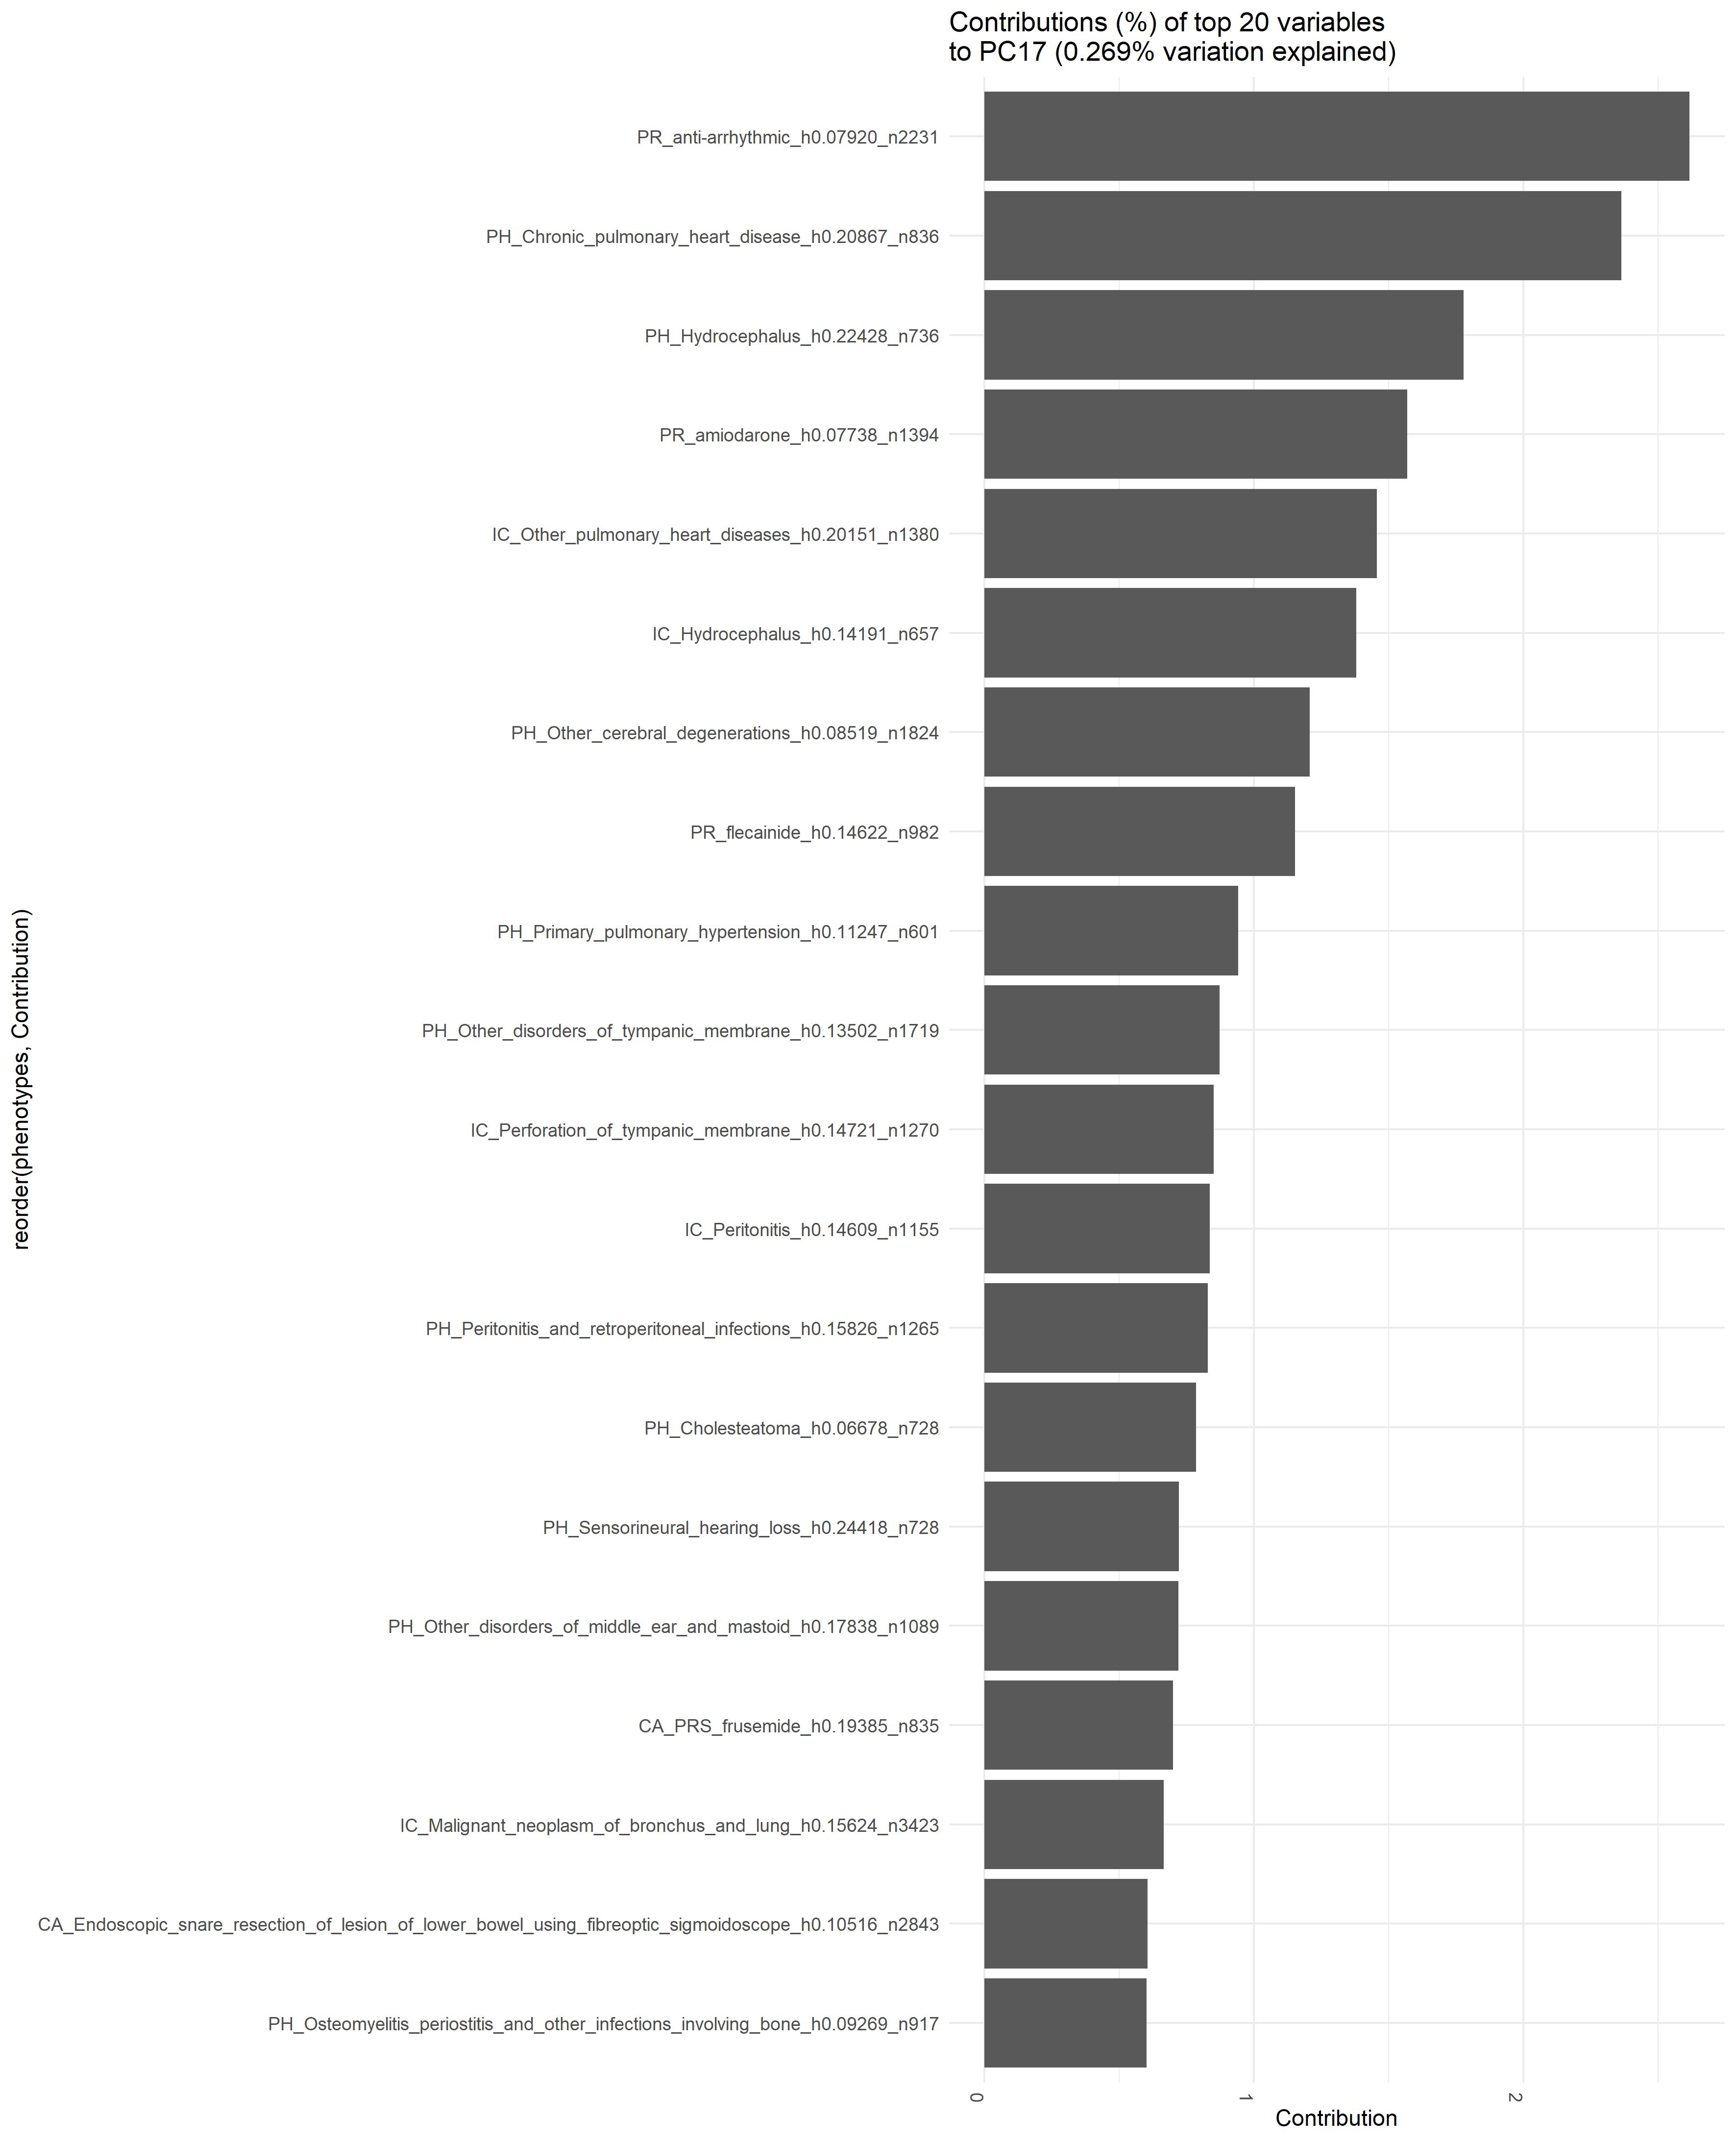 Contributions (%) of top 20 variables
to PC17 (0.269% variation explained)
PR_anti-arrhythmic_h0.07920_n2231
PH_Chronic_pulmonary_heart_disease_h0.20867_n836
PH_Hydrocephalus_h0.22428_n736
PR_amiodarone_h0.07738_n1394
IC_Other_pulmonary_heart_diseases_h0.20151_n1380
IC_Hydrocephalus_h0.14191_n657
PH_Other_cerebral_degenerations_h0.08519_n1824
PR_flecainide_h0.14622_n982
PH_Primary_pulmonary_hypertension_h0.11247_n601
PH_Other_disorders_of_tympanic_membrane_h0.13502_n1719
IC_Perforation_of_tympanic_membrane_h0.14721_n1270
IC_Peritonitis_h0.14609_n1155
PH_Peritonitis_and_retroperitoneal_infections_h0.15826_n1265
PH_Cholesteatoma_h0.06678_n728
PH_Sensorineural_hearing_loss_h0.24418_n728
PH_Other_disorders_of_middle_ear_and_mastoid_h0.17838_n1089
CA_PRS_frusemide_h0.19385_n835
IC_Malignant_neoplasm_of_bronchus_and_lung_h0.15624_n3423
CA_Endoscopic_snare_resection_of_lesion_of_lower_bowel_using_fibreoptic_sigmoidoscope_h0.10516_n2843
PH_Osteomyelitis_periostitis_and_other_infections_involving_bone_h0.09269_n917
reorder(phenotypes, Contribution)
0 1 2
Contribution